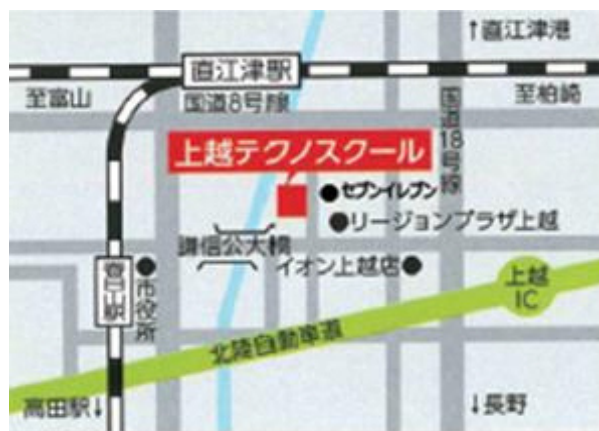 ↑直江津港
直江津駅
至富山
国道8号線
至柏崎
国道18号線
上越テクノスクール
●セブンイレブン
●リージョンプラザ上越
謙信公大橋
イオン上越店●
春日山駅
●市役所
上越
IC
北陸自動車道
高田駅↓
↓長野